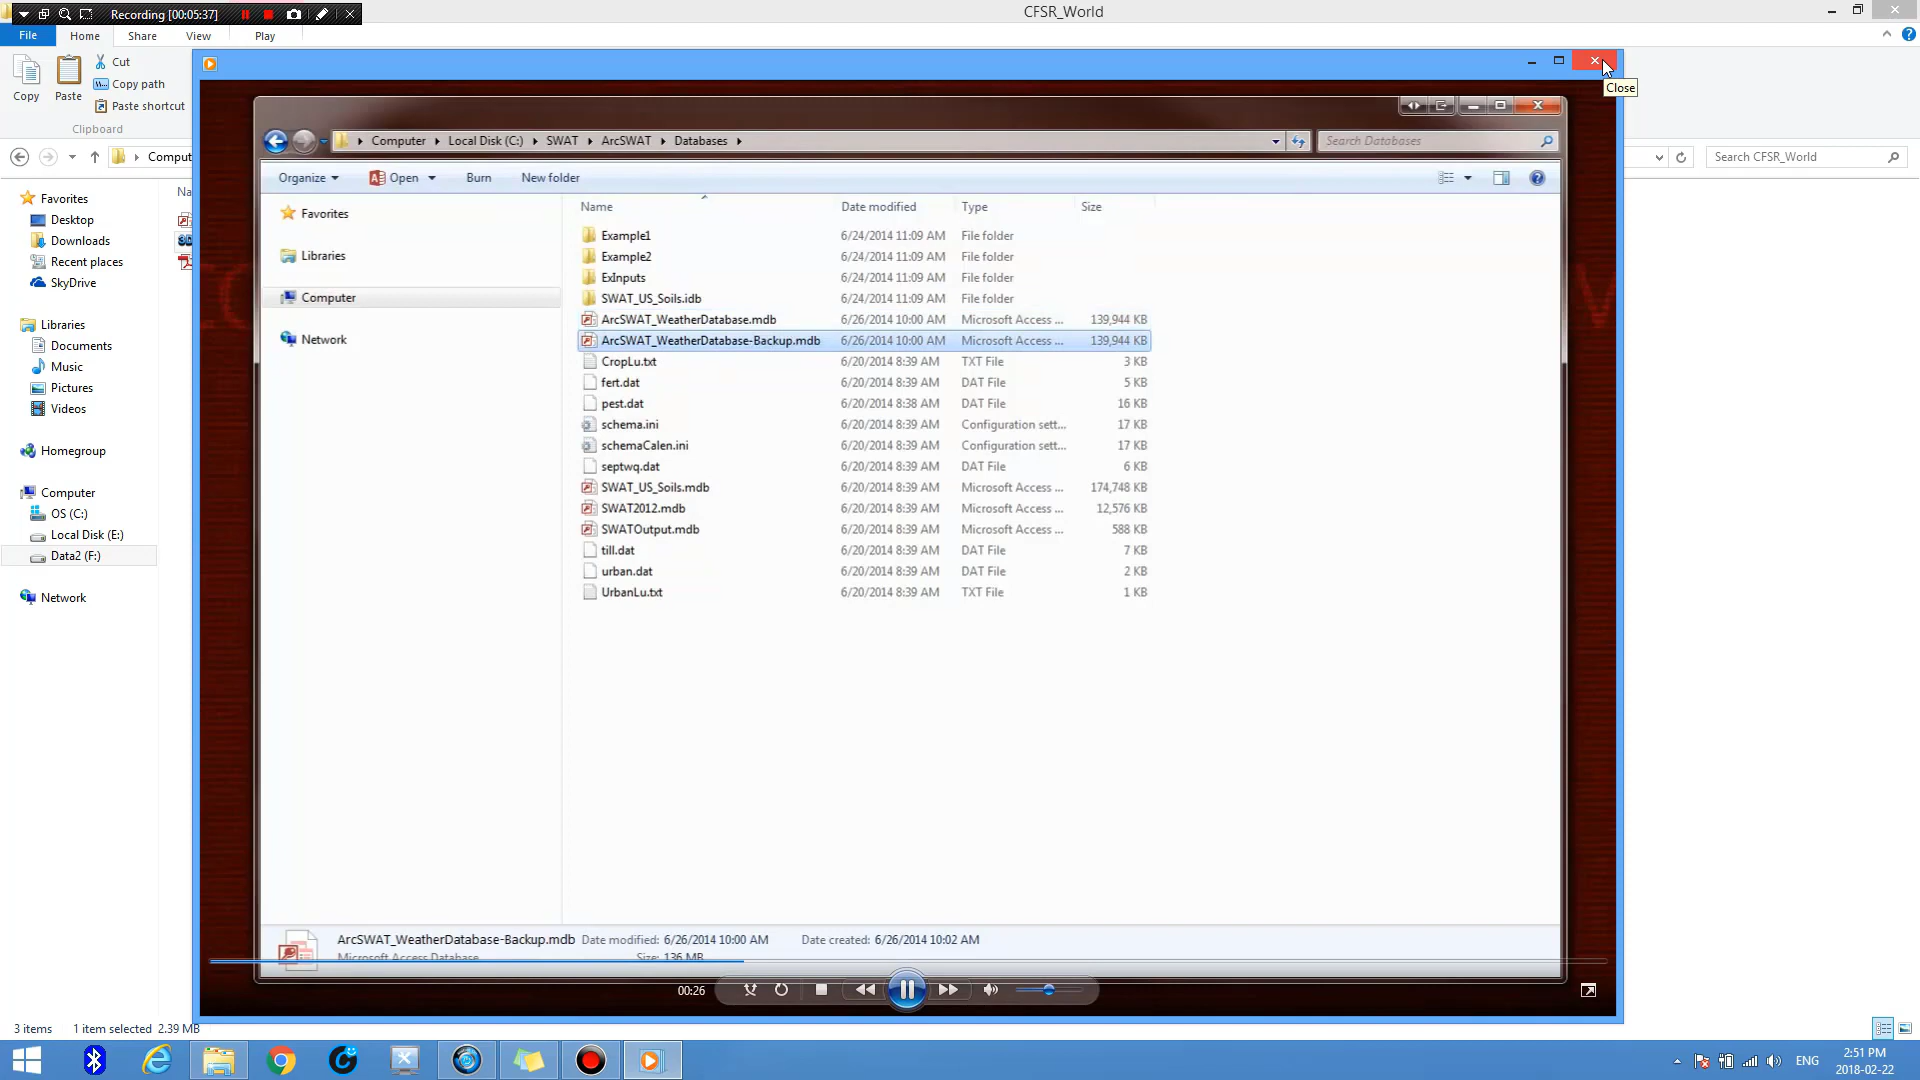 Recording [00:05:37]
CFSR_World
File Home Share View Play
Copy Paste Cut
Copy path
Paste shortcut
Clipboard
Close
Comput
Search CFSR_World
Favorites
Desktop
Downloads
Recent places
SkyDrive
Libraries
Documents
Music
Pictures
Videos
Homegroup
Computer
OS (C:)
Local Disk (E:)
Data2 (F:)
Network
Na
Computer Local Disk (C:) SWAT ArcSWAT Databases
Search Databases
Organize Open Burn New folder
Favorites
Libraries
Computer
Network
Name Date modified Type Size
Example1 6/24/2014 11:09 AM File folder
Example2 6/24/2014 11:09 AM File folder
ExInputs 6/24/2014 11:09 AM File folder
SWAT_US_Soils.idb 6/24/2014 11:09 AM File folder
ArcSWAT_WeatherDatabase.mdb 6/26/2014 10:00 AM Microsoft Access ... 139,944 KB
ArcSWAT_WeatherDatabase-Backup.mdb 6/26/2014 10:00 AM Microsoft Access ... 139,944 KB
CropLu.txt 6/20/2014 8:39 AM TXT File 3 KB
fert.dat 6/20/2014 8:39 AM DAT File 5 KB
pest.dat 6/20/2014 8:38 AM DAT File 16 KB
schema.ini 6/20/2014 8:39 AM Configuration sett... 17 KB
schemaCalen.ini 6/20/2014 8:39 AM Configuration sett... 17 KB
septwq.dat 6/20/2014 8:39 AM DAT File 6 KB
SWAT_US_Soils.mdb 6/20/2014 8:39 AM Microsoft Access ... 174,748 KB
SWAT2012.mdb 6/20/2014 8:39 AM Microsoft Access ... 12,576 KB
SWATOutput.mdb 6/20/2014 8:39 AM Microsoft Access ... 588 KB
till.dat 6/20/2014 8:39 AM DAT File 7 KB
urban.dat 6/20/2014 8:39 AM DAT File 2 KB
UrbanLu.txt 6/20/2014 8:39 AM TXT File 1 KB
ArcSWAT_WeatherDatabase-Backup.mdb Date modified: 6/26/2014 10:00 AM Date created: 6/26/2014 10:02 AM
Microsoft Access Database Size: 136 MB
00:26
3 items 1 item selected 2.39 MB
ENG
2:51 PM
2018-02-22